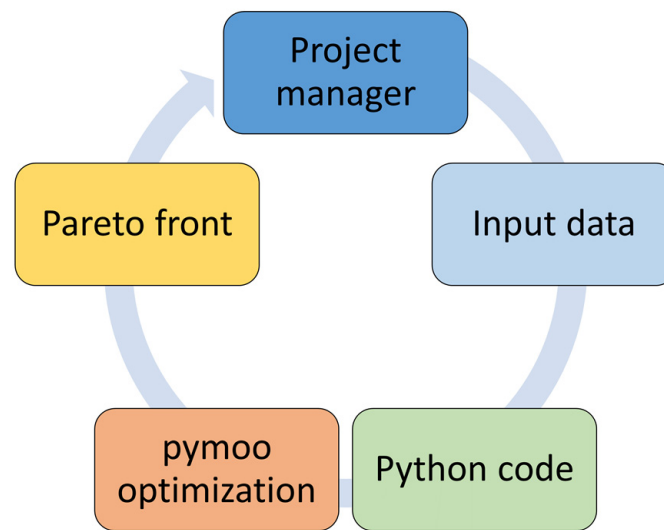 Project
manager
Input data
Python code
pymoo
optimization
Pareto front